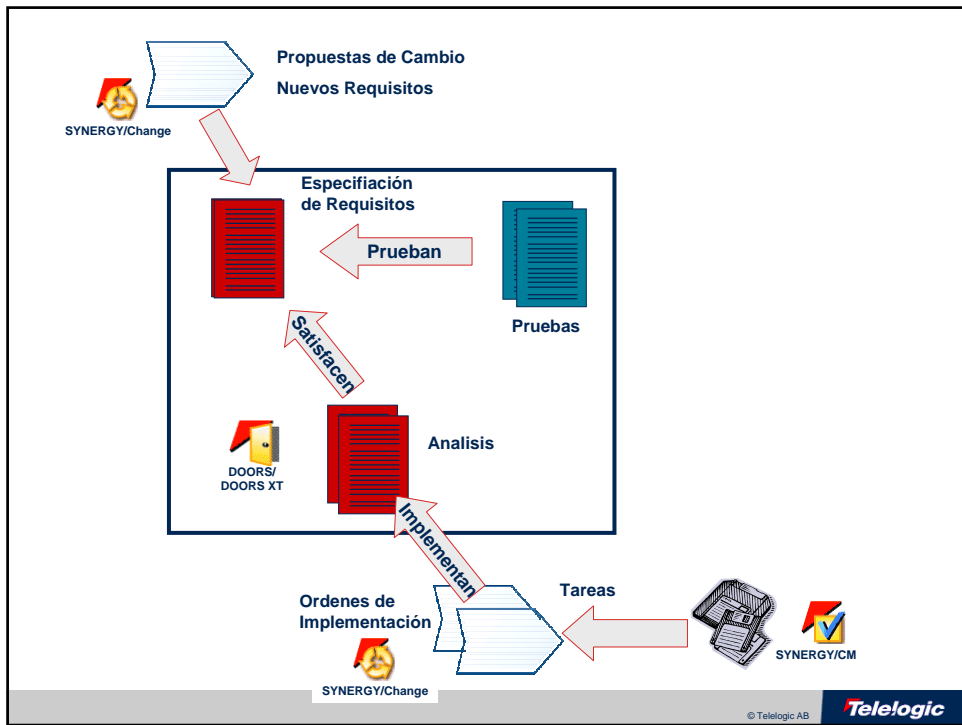 Propuestas de Cambio
Nuevos Requisitos
SYNERGY/Change
Especifiación
de Requisitos
Prueban
Pruebas
Satisfacen
Analisis
DOORS/
DOORS XT
Implementan
Ordenes de
Implementación
Tareas
SYNERGY/CM
SYNERGY/Change
© Telelogic AB
Telelogic